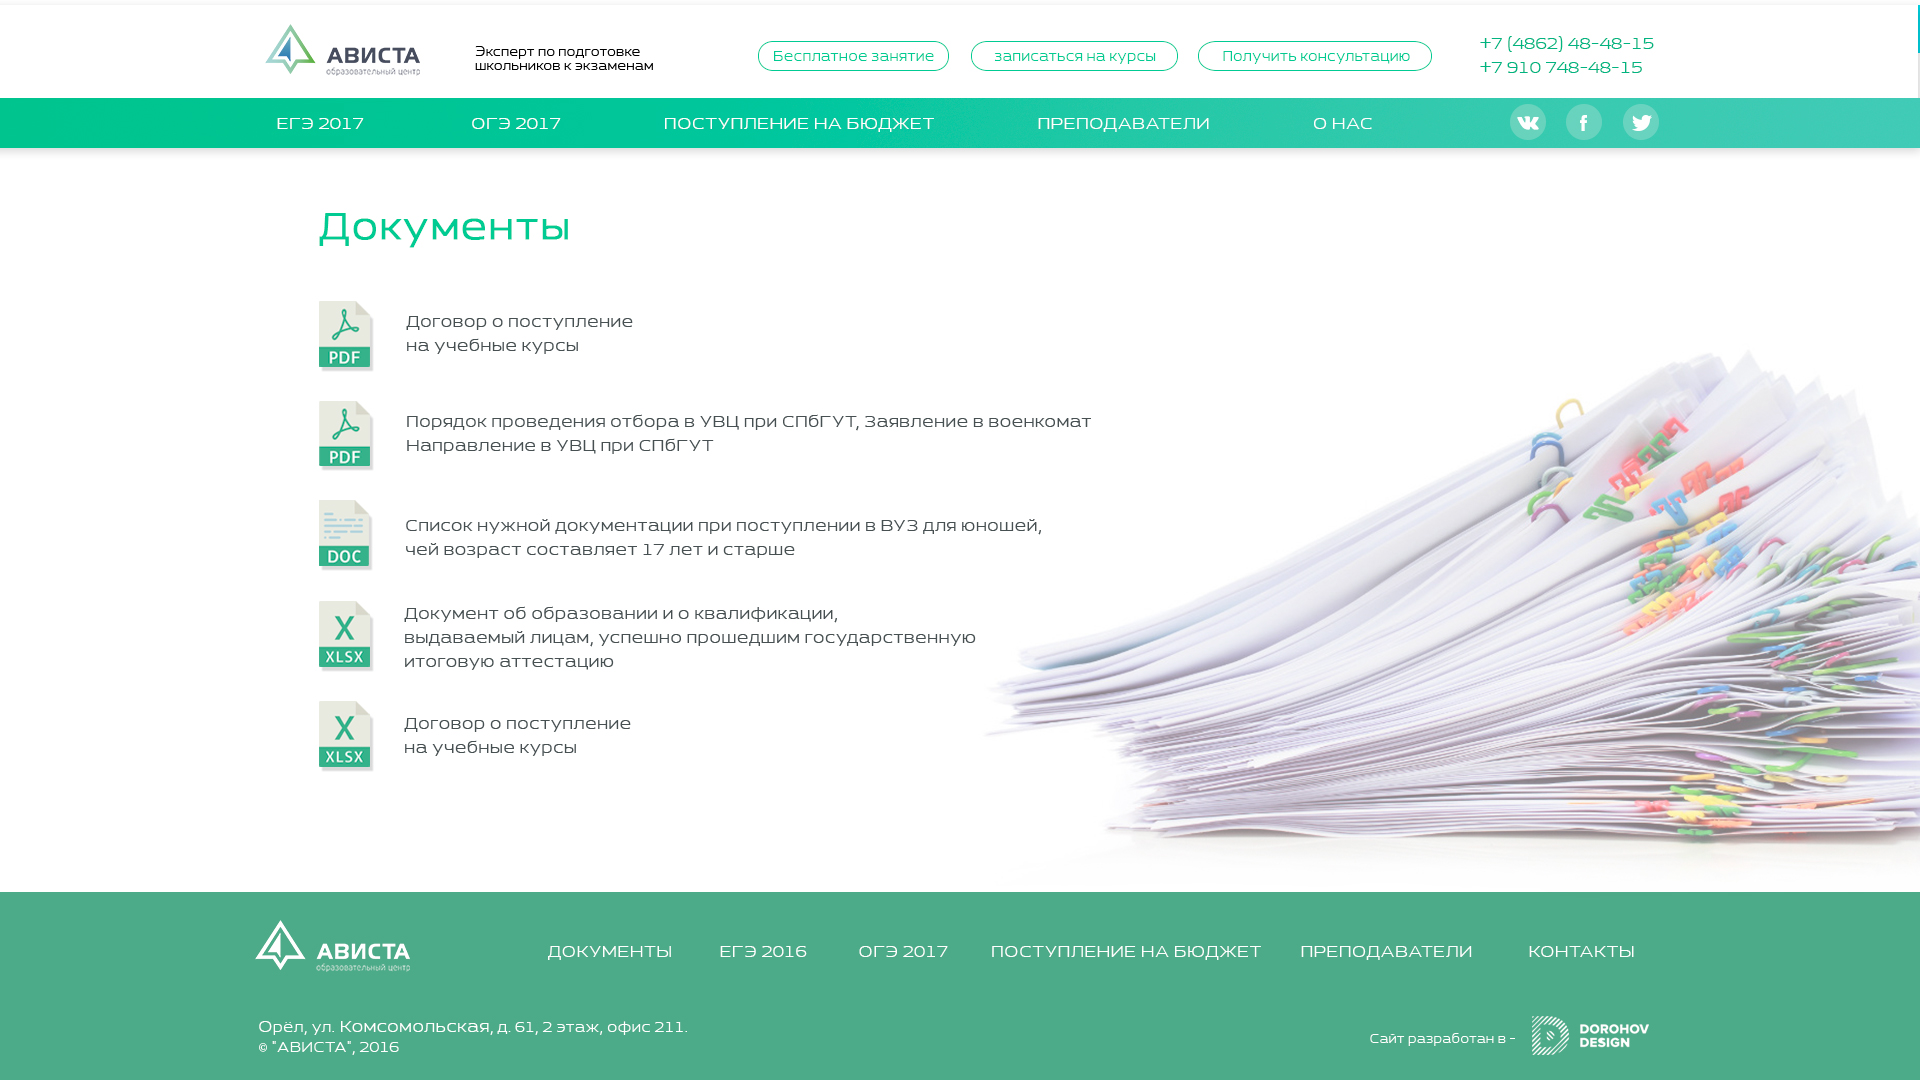 АВИСТА
образовательный центр
Эксперт по подготовке
школьников к экзаменам
Бесплатное занятие
записаться на курсы
Получить консультацию
+7 (4862) 48-48-15
+7 910 748-48-15
ЕГЭ 2017
ОГЭ 2017
ПОСТУПЛЕНИЕ НА БЮДЖЕТ
ПРЕПОДАВАТЕЛИ
О НАС
Документы
PDF
Договор о поступление
на учебные курсы
PDF
Порядок проведения отбора в УВЦ при СПбГУТ, Заявление в военкомат
Направление в УВЦ при СПбГУТ
DOC
Список нужной документации при поступлении в ВУЗ для юношей,
чей возраст составляет 17 лет и старше
X
XLSX
Документ об образовании и о квалификации,
выдаваемый лицам, успешно прошедшим государственную
итоговую аттестацию
X
XLSX
Договор о поступление
на учебные курсы
АВИСТА
образовательный центр
ДОКУМЕНТЫ
ЕГЭ 2016
ОГЭ 2017
ПОСТУПЛЕНИЕ НА БЮДЖЕТ
ПРЕПОДАВАТЕЛИ
КОНТАКТЫ
Орёл, ул. Комсомольская, д. 61, 2 этаж, офис 211.
© "АВИСТА", 2016
Сайт разработан в -
DOROHOV
DESIGN